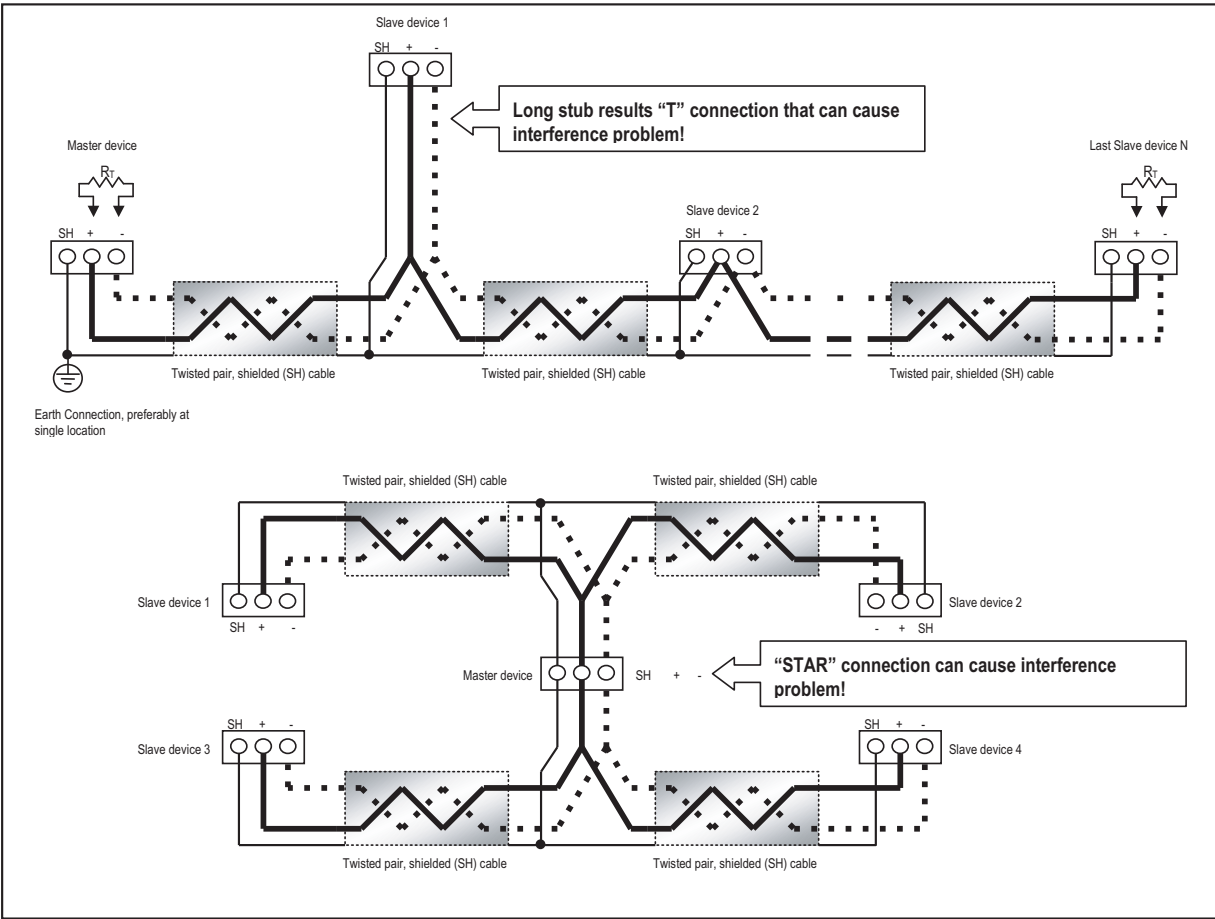 Slave device 1
SH + -
Long stub results “T” connection that can cause
interference problem!
Master device
RT
Last Slave device N
RT
Slave device 2
SH + -
SH + -
SH + -
Twisted pair, shielded (SH) cable
Twisted pair, shielded (SH) cable
Twisted pair, shielded (SH) cable
Earth Connection, preferably at
single location
Twisted pair, shielded (SH) cable
Twisted pair, shielded (SH) cable
Slave device 1
SH + -
Slave device 2
- + SH
Master device
SH + -
“STAR” connection can cause interference
problem!
Slave device 3
SH + -
Slave device 4
SH + -
Twisted pair, shielded (SH) cable
Twisted pair, shielded (SH) cable